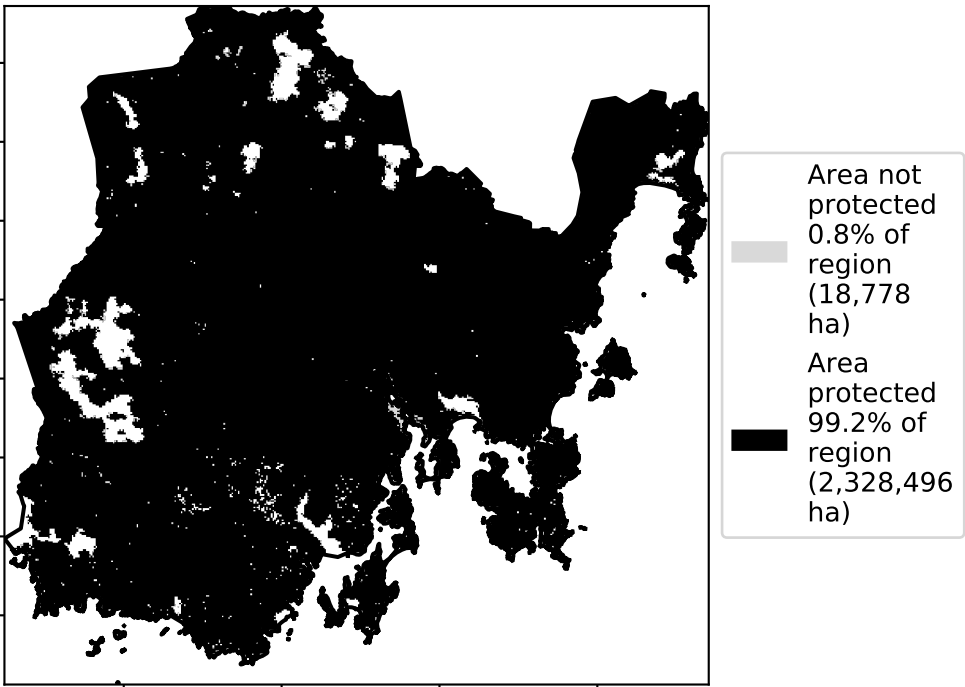 Area not
protected
0.8% of
region
(18,778
ha)
Area
protected
99.2% of
region
(2,328,496
ha)